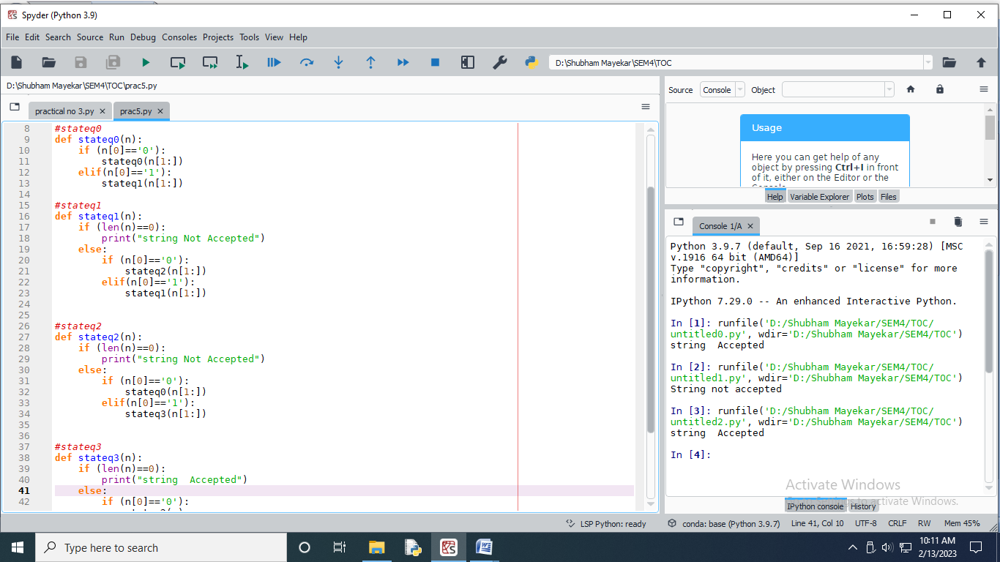 Spyder (Python 3.9)
File Edit Search Source Run Debug Consoles Projects Tools View Help
D:\Shubham Mayekar\SEM4\TOC
D:\Shubham Mayekar\SEM4\TOC\prac5.py
practical no 3.py
prac5.py
8 #stateq0
9 def stateq0(n):
10     if (n[0]=='0'):
11         stateq0(n[1:])
12     elif(n[0]=='1'):
13         stateq1(n[1:])
14
15 #stateq1
16 def stateq1(n):
17     if (len(n)==0):
18         print("string Not Accepted")
19     else:
20         if (n[0]=='0'):
21             stateq2(n[1:])
22         elif(n[0]=='1'):
23             stateq1(n[1:])
24
25
26 #stateq2
27 def stateq2(n):
28     if (len(n)==0):
29         print("string Not Accepted")
30     else:
31         if (n[0]=='0'):
32             stateq0(n[1:])
33         elif(n[0]=='1'):
34             stateq3(n[1:])
35
36
37 #stateq3
38 def stateq3(n):
39     if (len(n)==0):
40         print("string  Accepted")
41     else:
42         if (n[0]=='0'):
Source Console Object
Usage
Here you can get help of any
object by pressing Ctrl+I in front
of it, either on the Editor or the
Help Variable Explorer Plots Files
Console 1/A
Python 3.9.7 (default, Sep 16 2021, 16:59:28) [MSC
v.1916 64 bit (AMD64)]
Type "copyright", "credits" or "license" for more
information.
IPython 7.29.0 -- An enhanced Interactive Python.
In [1]: runfile('D:/Shubham Mayekar/SEM4/TOC/
untitled0.py', wdir='D:/Shubham Mayekar/SEM4/TOC')
string  Accepted
In [2]: runfile('D:/Shubham Mayekar/SEM4/TOC/
untitled1.py', wdir='D:/Shubham Mayekar/SEM4/TOC')
String not accepted
In [3]: runfile('D:/Shubham Mayekar/SEM4/TOC/
untitled2.py', wdir='D:/Shubham Mayekar/SEM4/TOC')
string  Accepted
In [4]:
Activate Windows
to activate Windows.
IPython console History
LSP Python: ready conda: base (Python 3.9.7) Line 41, Col 10 UTF-8 CRLF RW Mem 45%
Type here to search
10:11 AM
2/13/2023